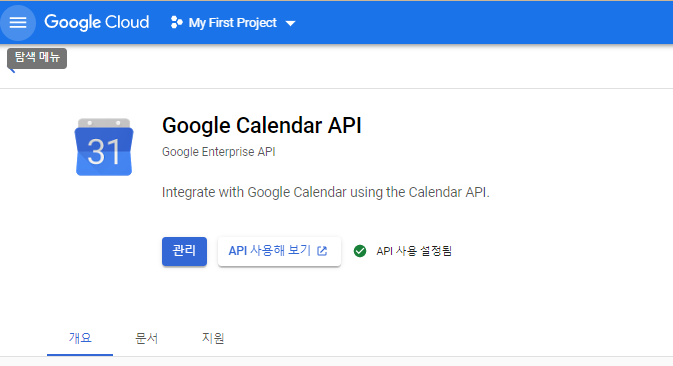 Google Cloud
My First Project
탐색 메뉴
31
Google Calendar API
Google Enterprise API
Integrate with Google Calendar using the Calendar API.
관리
API 사용해 보기
API 사용 설정됨
개요
문서
지원